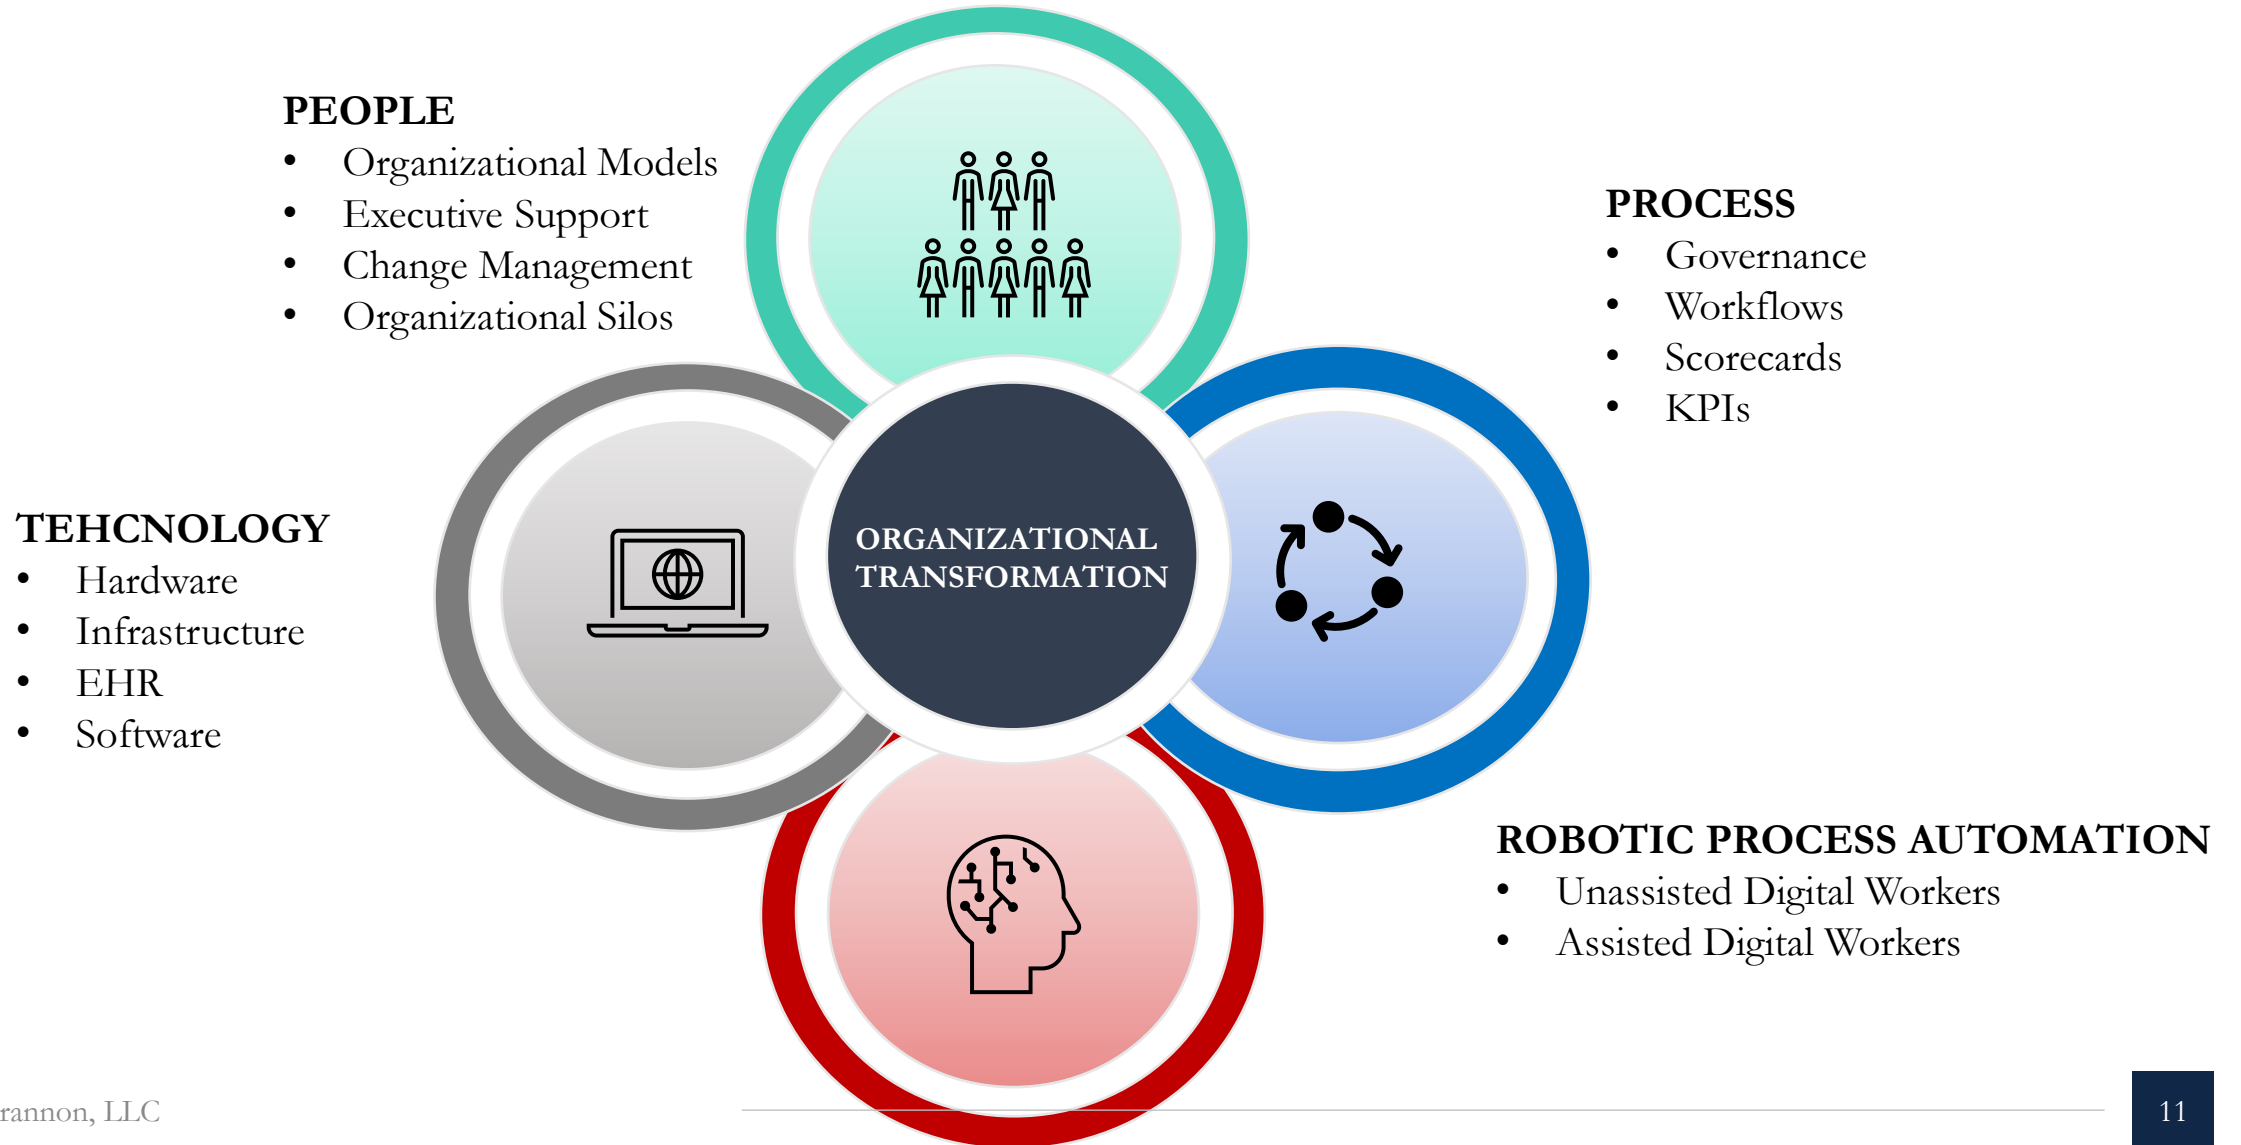 PEOPLE
• Organizational Models
• Executive Support
• Change Management
• Organizational Silos
PROCESS
• Governance
• Workflows
• Scorecards
• KPIs
TEHCNOLOGY
• Hardware
• Infrastructure
• EHR
• Software
ORGANIZATIONAL
TRANSFORMATION
ROBOTIC PROCESS AUTOMATION
• Unassisted Digital Workers
• Assisted Digital Workers
rannon, LLC
11